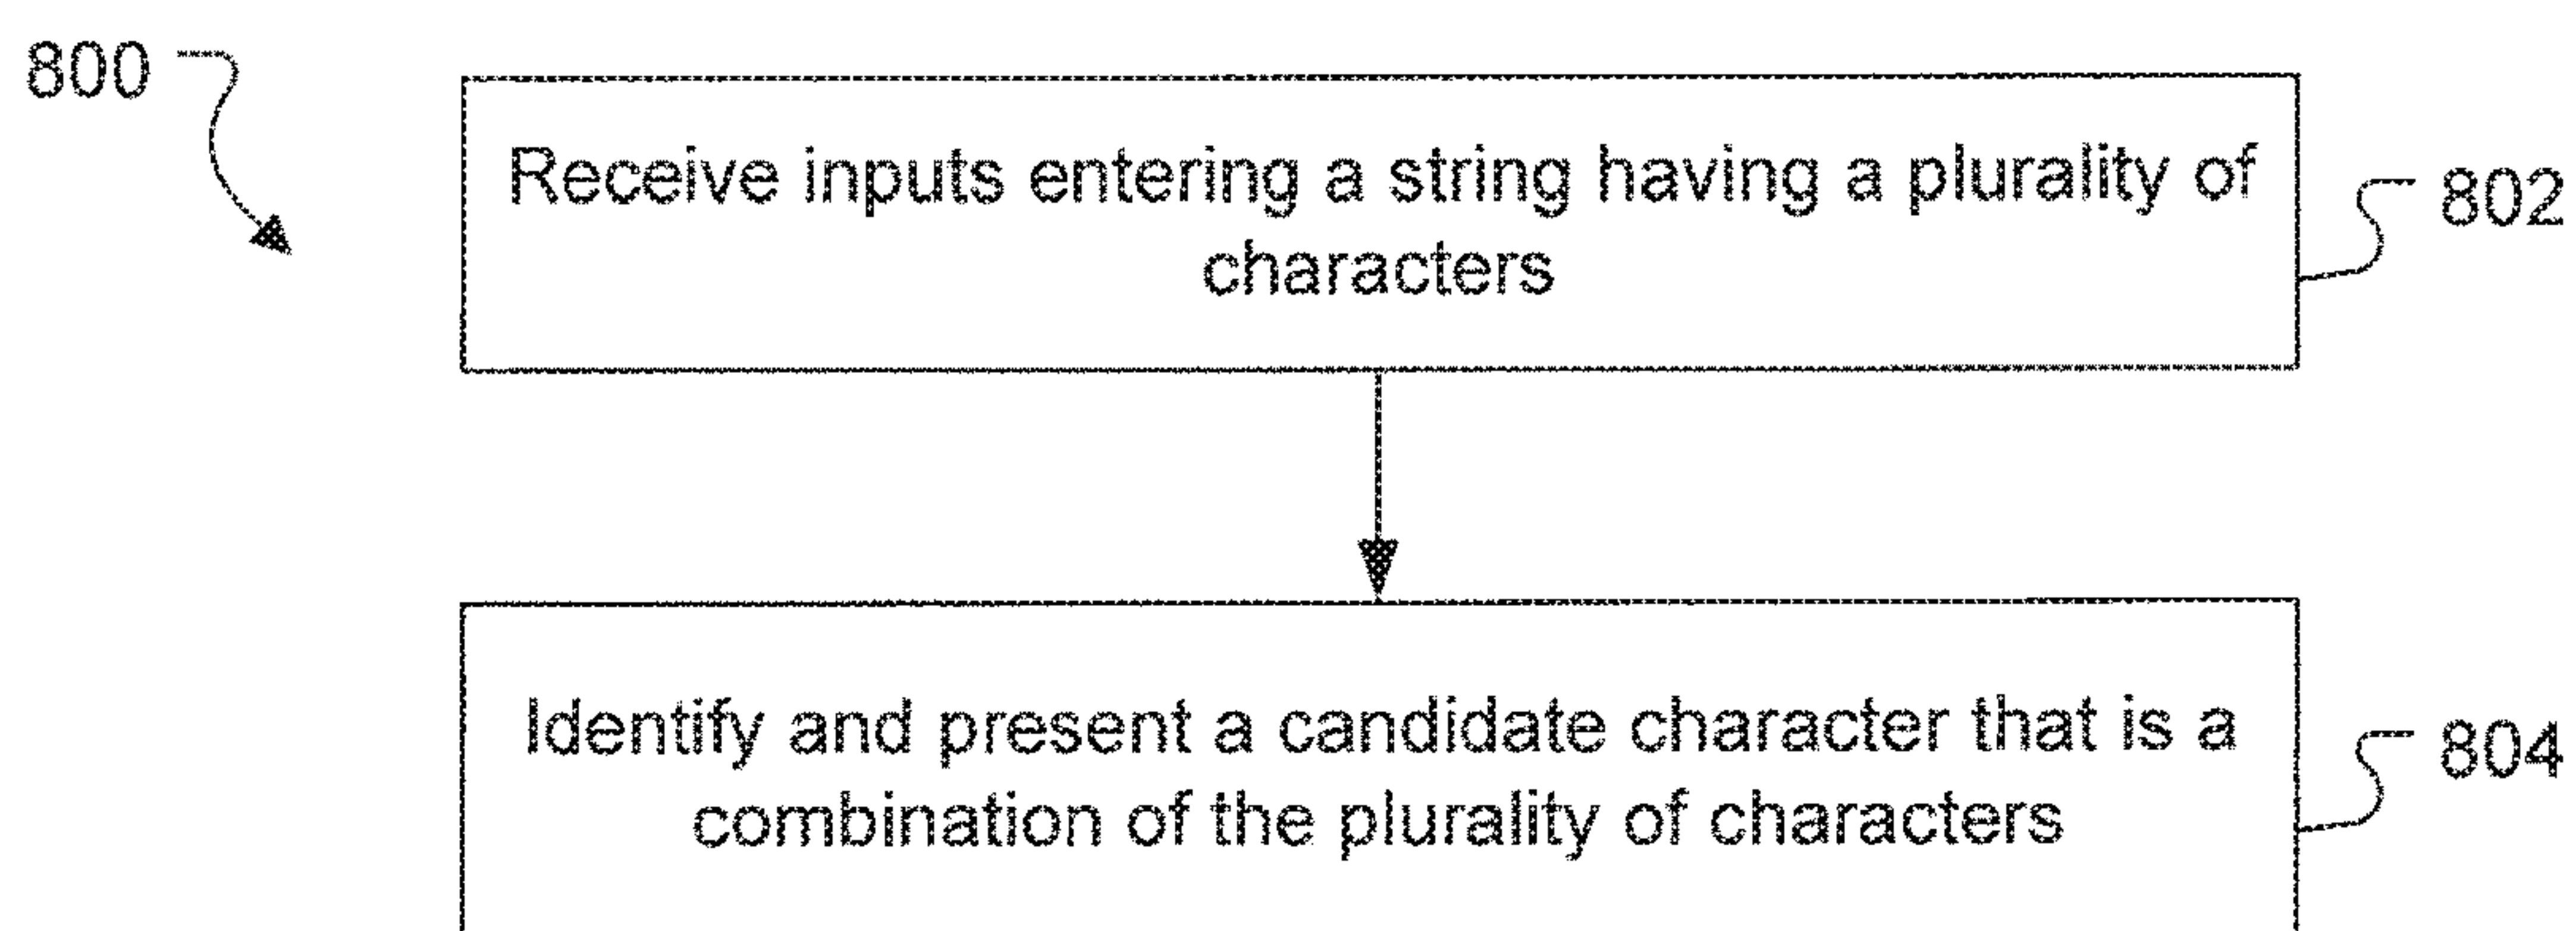 800
Receive inputs entering a string having a plurality of
characters
802
Identify and present a candidate character that is a
combination of the plurality of characters
804